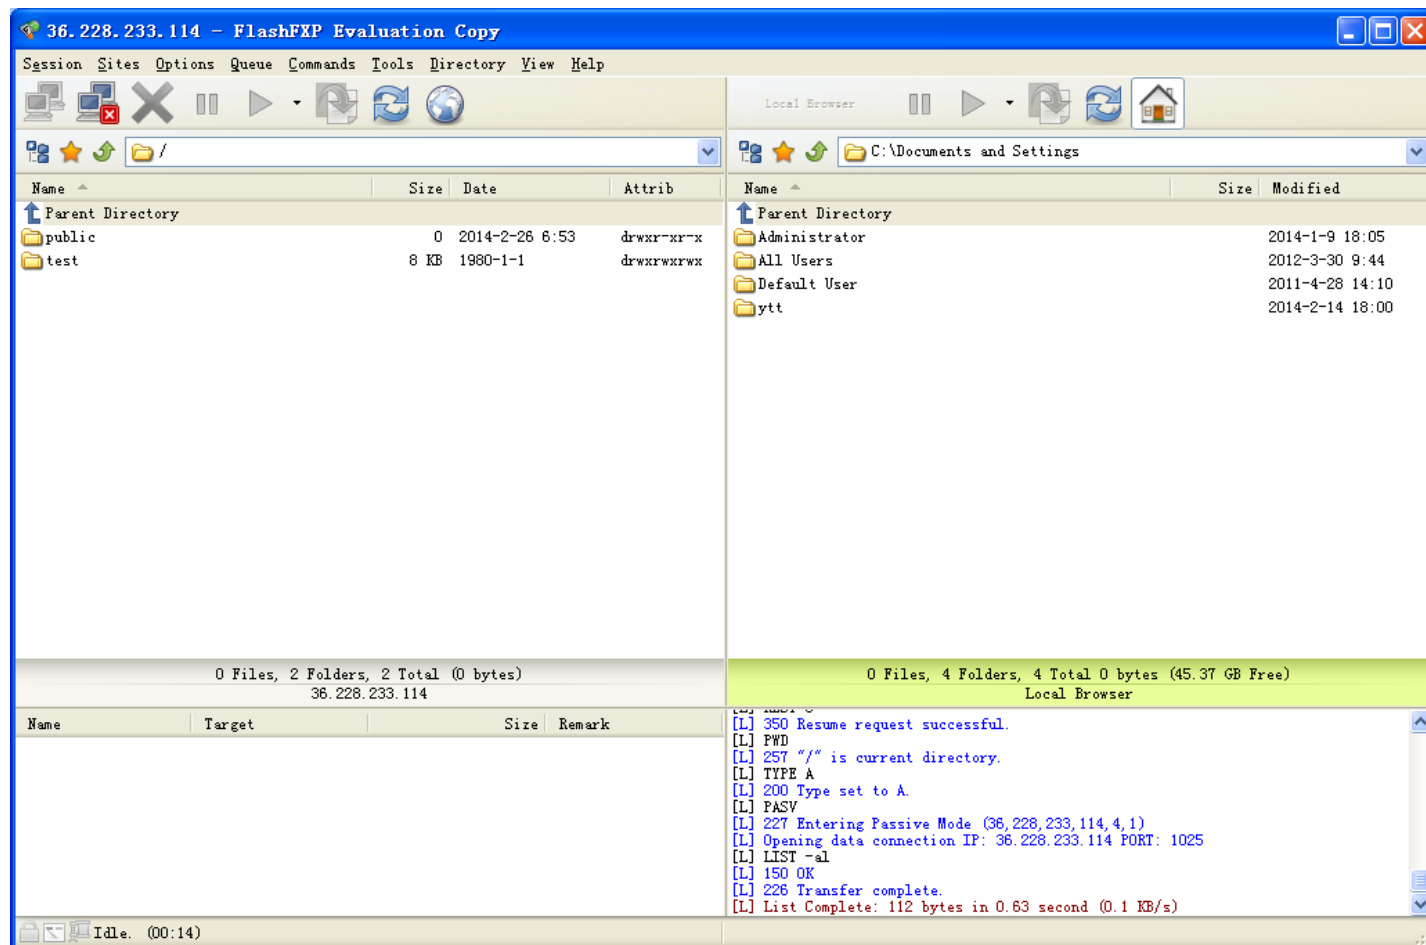 36.228.233.114 - FlashFXP Evaluation Copy
Session Sites Options Queue Commands Tools Directory View Help
Local Browser
/
C:\Documents and Settings
Name Size Date Attrib
Parent Directory
public 0 2014-2-26 6:53 drwxr-xr-x
test 8 KB 1980-1-1 drwxrwxrwx
0 Files, 2 Folders, 2 Total (0 bytes)
36.228.233.114
Name Size Modified
Parent Directory
Administrator 2014-1-9 18:05
All Users 2012-3-30 9:44
Default User 2011-4-28 14:10
ytt 2014-2-14 18:00
0 Files, 4 Folders, 4 Total 0 bytes (45.37 GB Free)
Local Browser
Name Target Size Remark
[L] 350 Resume request successful.
[L] PWD
[L] 257 "/" is current directory.
[L] TYPE A
[L] 200 Type set to A.
[L] PASV
[L] 227 Entering Passive Mode (36,228,233,114,4,1)
[L] Opening data connection IP: 36.228.233.114 PORT: 1025
[L] LIST -al
[L] 150 OK
[L] 226 Transfer complete.
[L] List Complete: 112 bytes in 0.63 second (0.1 KB/s)
Idle. (00:14)